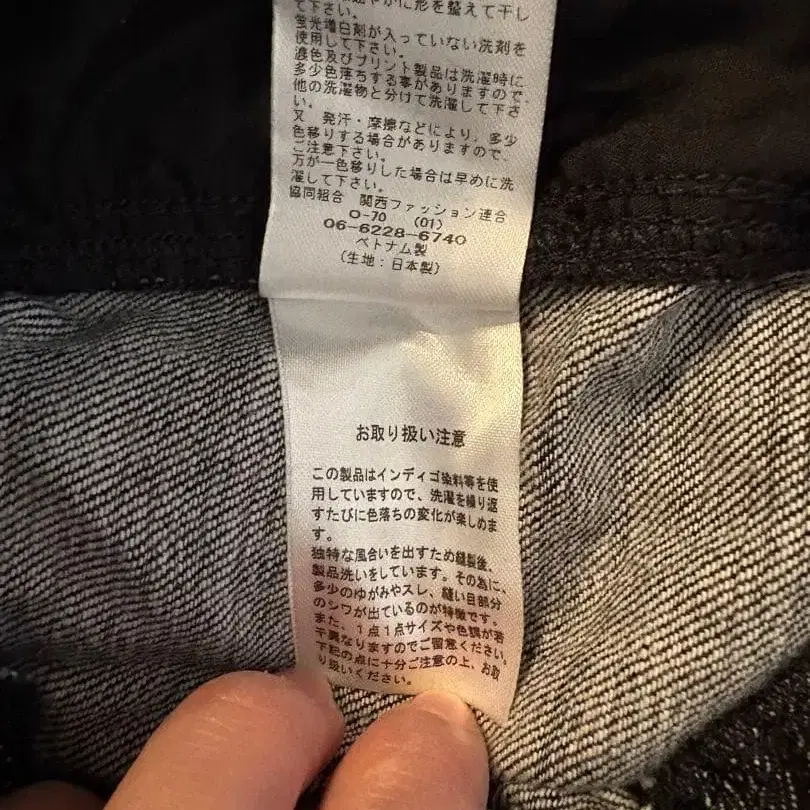 やかに形を整えて干し
て下さい。
蛍光増白剤が入っていない洗剤を
使用して下さい。
濃色及びプリント製品は洗濯時に
多少色落ちする事がありますので、
他の洗濯物と分けて洗濯して下さ
い。
又、発汗・摩擦などにより、多少
色移りする場合がありますので、
ご注意下さい。
万が一色移りした場合は早めに洗
濯して下さい。
協同組合 関西ファッション連合
O-70 (01)
06-6228-6740
ベトナム製
(生地:日本製)
お取り扱い注意
この製品はインディゴ染料等を使
用していますので、洗濯を繰り返
すたびに色落ちの変化が楽しめま
す。
独特な風合いを出すため縫製後、
製品洗いをしています。その為に、
多少のゆがみやスレ、縫い目部分
のシワが出ているのが特徴です。
また、1点1点サイズや色調が若
干異なりますのでご留意ください。
下記の点に十分ご注意の上、お取
り扱いください。